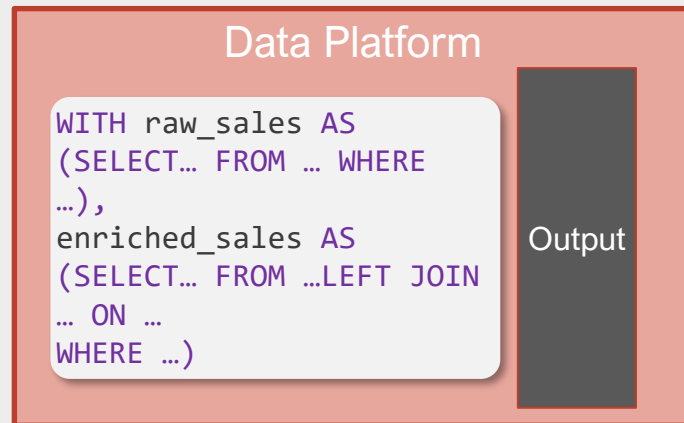 Data Platform
WITH raw_sales AS
(SELECT… FROM … WHERE
…),
enriched_sales AS
(SELECT… FROM …LEFT JOIN
… ON …
WHERE …)
Output